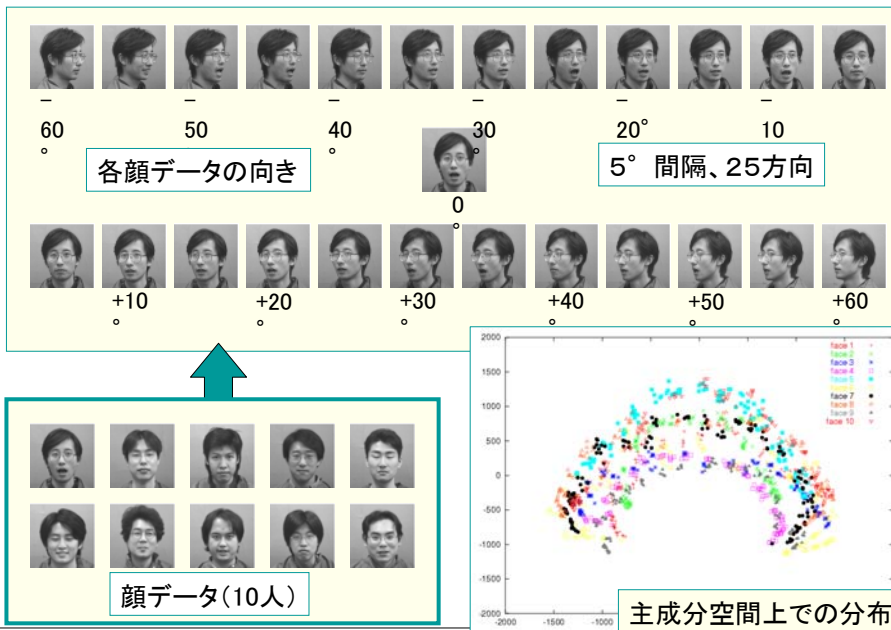 − − − − −
60 50 40 30 20° 10
° ° ° °
各顔データの向き
5° 間隔、25方向
0
°
+10 +20 +30 +40 +50 +60
° ° ° ° ° °
顔データ(10人)
2000
1500
1000
500
0
-500
-1000
-1500
-2000
-2000 -1500 -1000
face 1
face 2
face 3
face 4
face 5
face 7
face 8
face 9
face 10
主成分空間上での分布